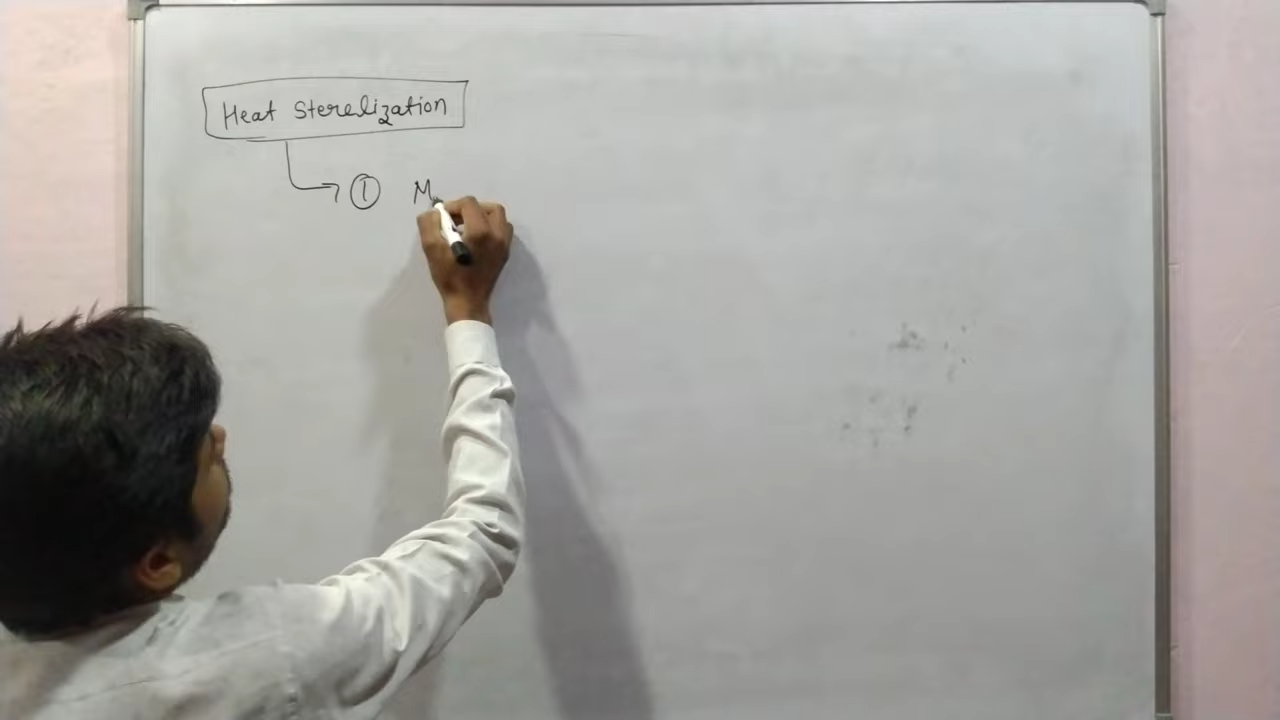 Heat Sterelization
→ ① M